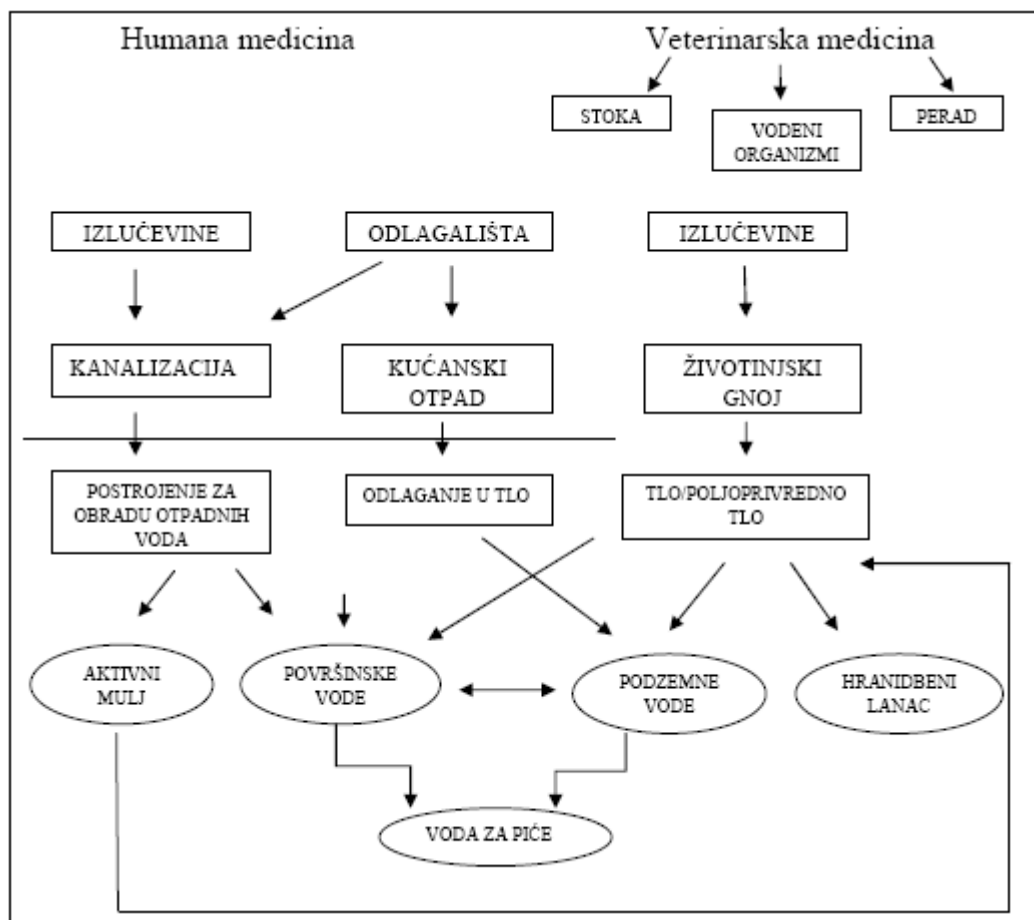 Humana medicina
Veterinarska medicina
STOKA
VODENI
ORGANIZMI
PERAD
IZLUČEVINE
ODLAGALIŠTA
IZLUČEVINE
KANALIZACIJA
KUĆANSKI
OTPAD
ŽIVOTINJSKI
GNOJ
POSTROJENJE ZA
OBRADU OTPADNIH
VODA
ODLAGANJE U TLO
TLO/POLJOPRIVREDNO
TLO
AKTIVNI
MULJ
POVRŠINSKE
VODE
PODZEMNE
VODE
HRANIDBENI
LANAC
VODA ZA PIĆE